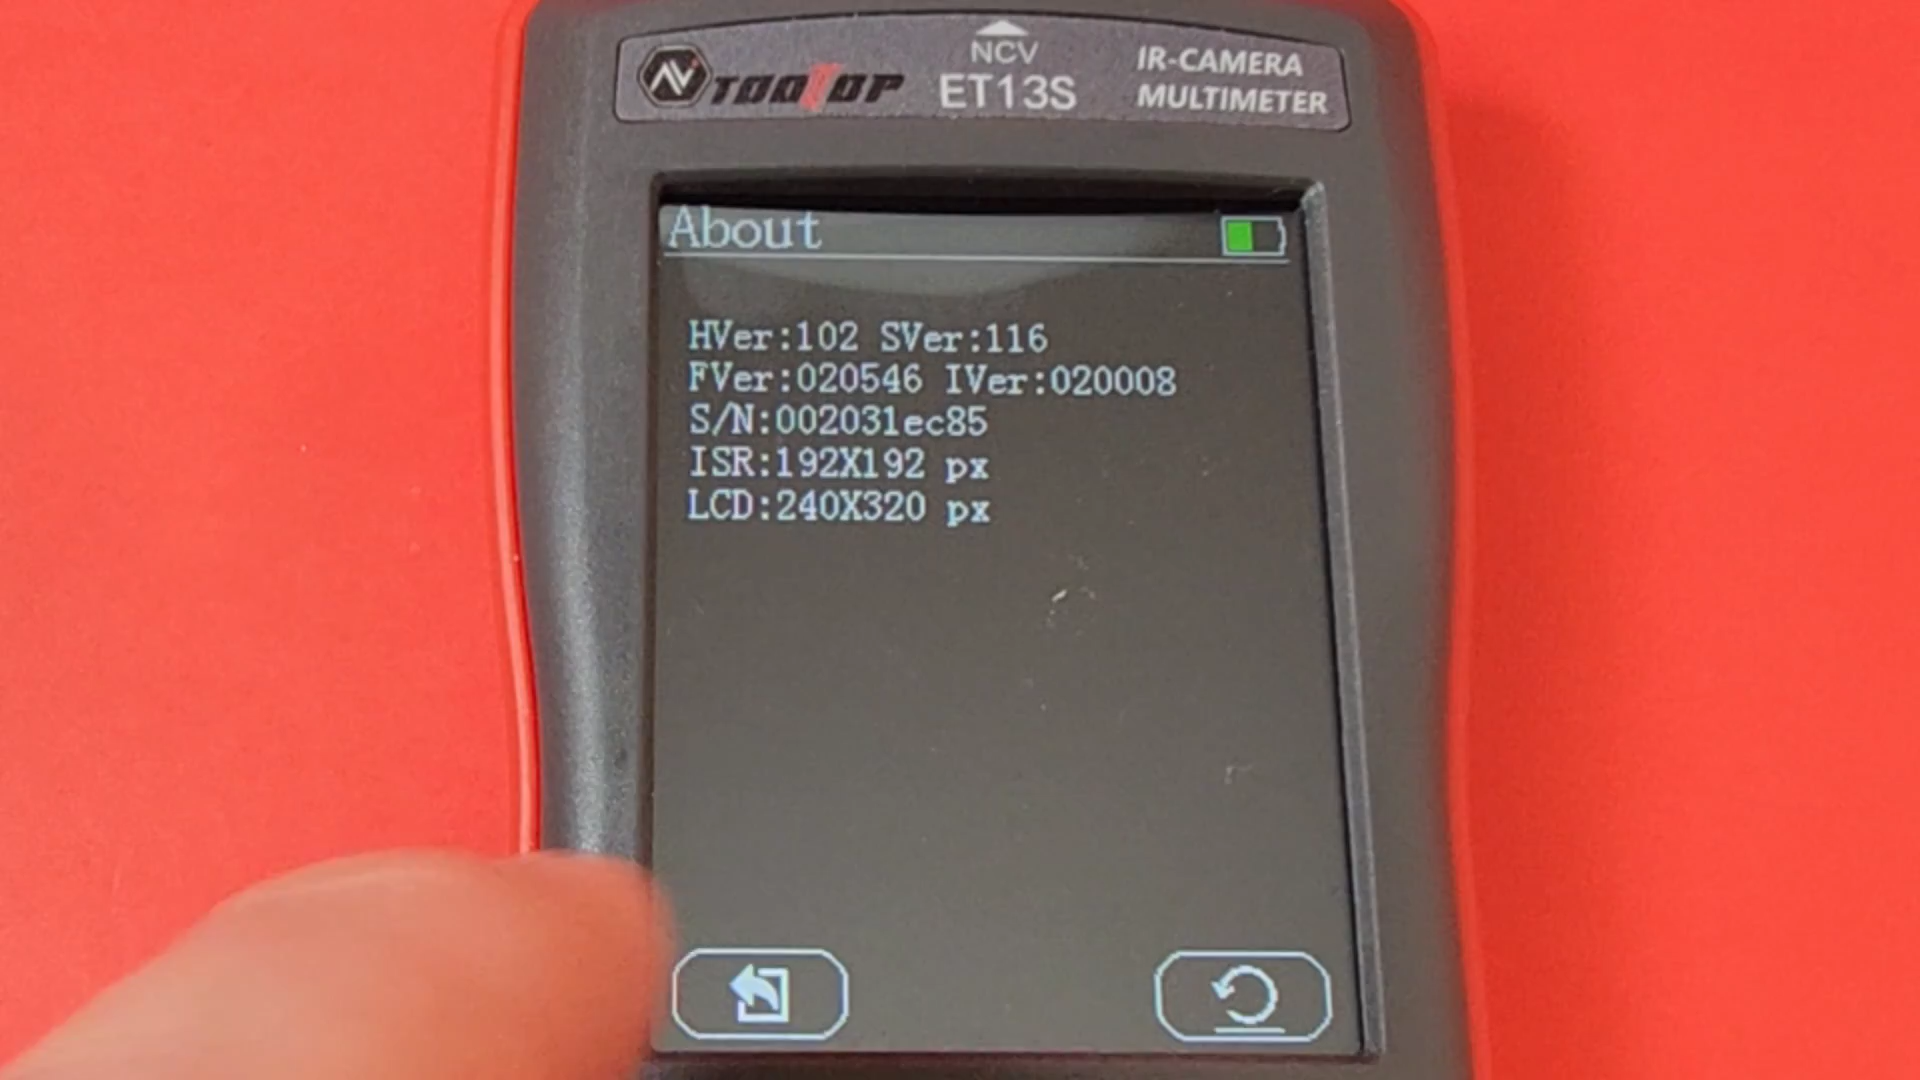 TOOLTOP
NCV
ET13S
IR-CAMERA
MULTIMETER
About
HVer:102 SVer:116
FVer:020546 IVer:020008
S/N:002031ec85
ISR:192X192 px
LCD:240X320 px